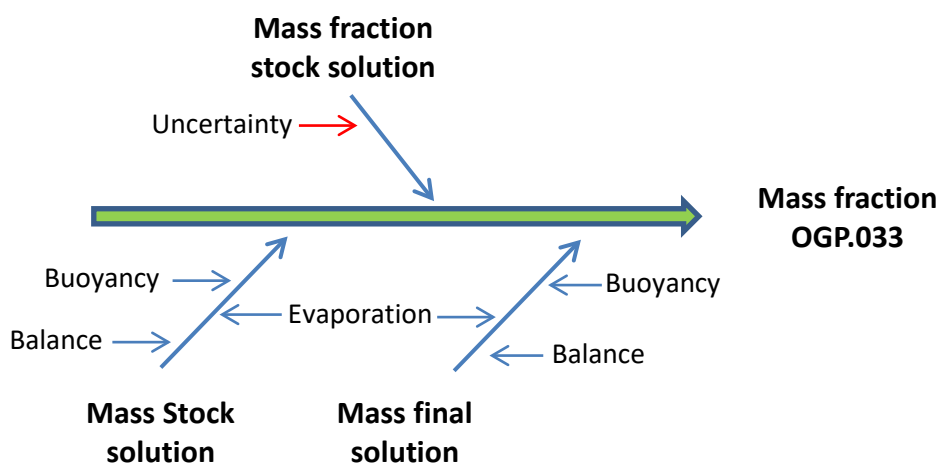 Mass fraction
stock solution
Uncertainty
Mass fraction
OGP.033
Buoyancy
Evaporation
Buoyancy
Balance
Balance
Mass Stock
solution
Mass final
solution